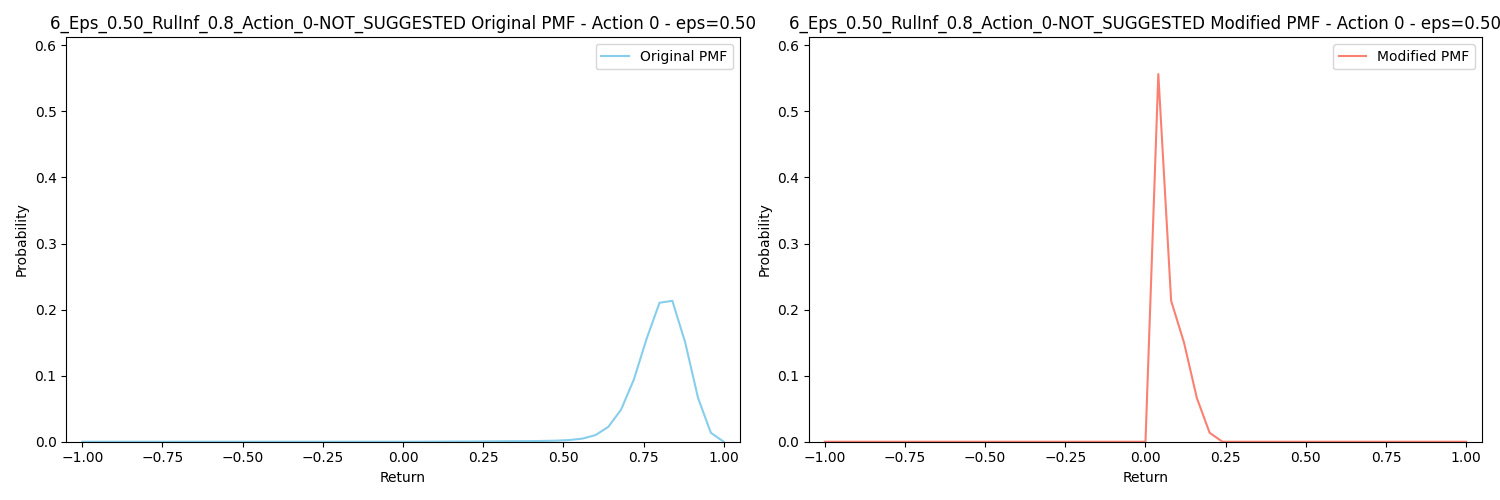 6_Eps_0.50_RulInf_0.8_Action_0-NOT_SUGGESTED Original PMF - Action 0 - eps=0.50
Original PMF
0.6
0.5
0.4
0.3
0.2
0.1
0.0
Probability
−1.00 −0.75 −0.50 −0.25 0.00 0.25 0.50 0.75 1.00
Return
6_Eps_0.50_RulInf_0.8_Action_0-NOT_SUGGESTED Modified PMF - Action 0 - eps=0.50
Modified PMF
0.6
0.5
0.4
0.3
0.2
0.1
0.0
Probability
−1.00 −0.75 −0.50 −0.25 0.00 0.25 0.50 0.75 1.00
Return